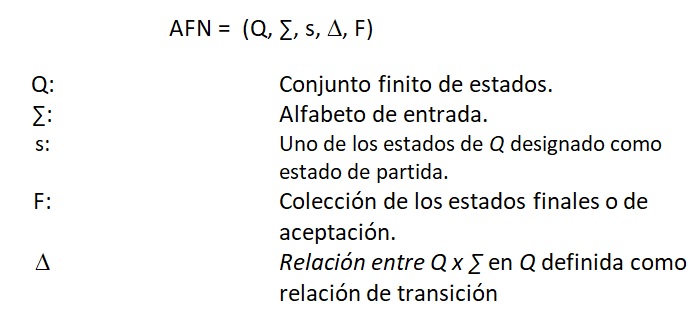 AFN = (Q, ∑, s, Δ, F)
Q: Conjunto finito de estados.
∑: Alfabeto de entrada.
s: Uno de los estados de Q designado como
estado de partida.
F: Colección de los estados finales o de
aceptación.
Δ Relación entre Q x ∑ en Q definida como
relación de transición